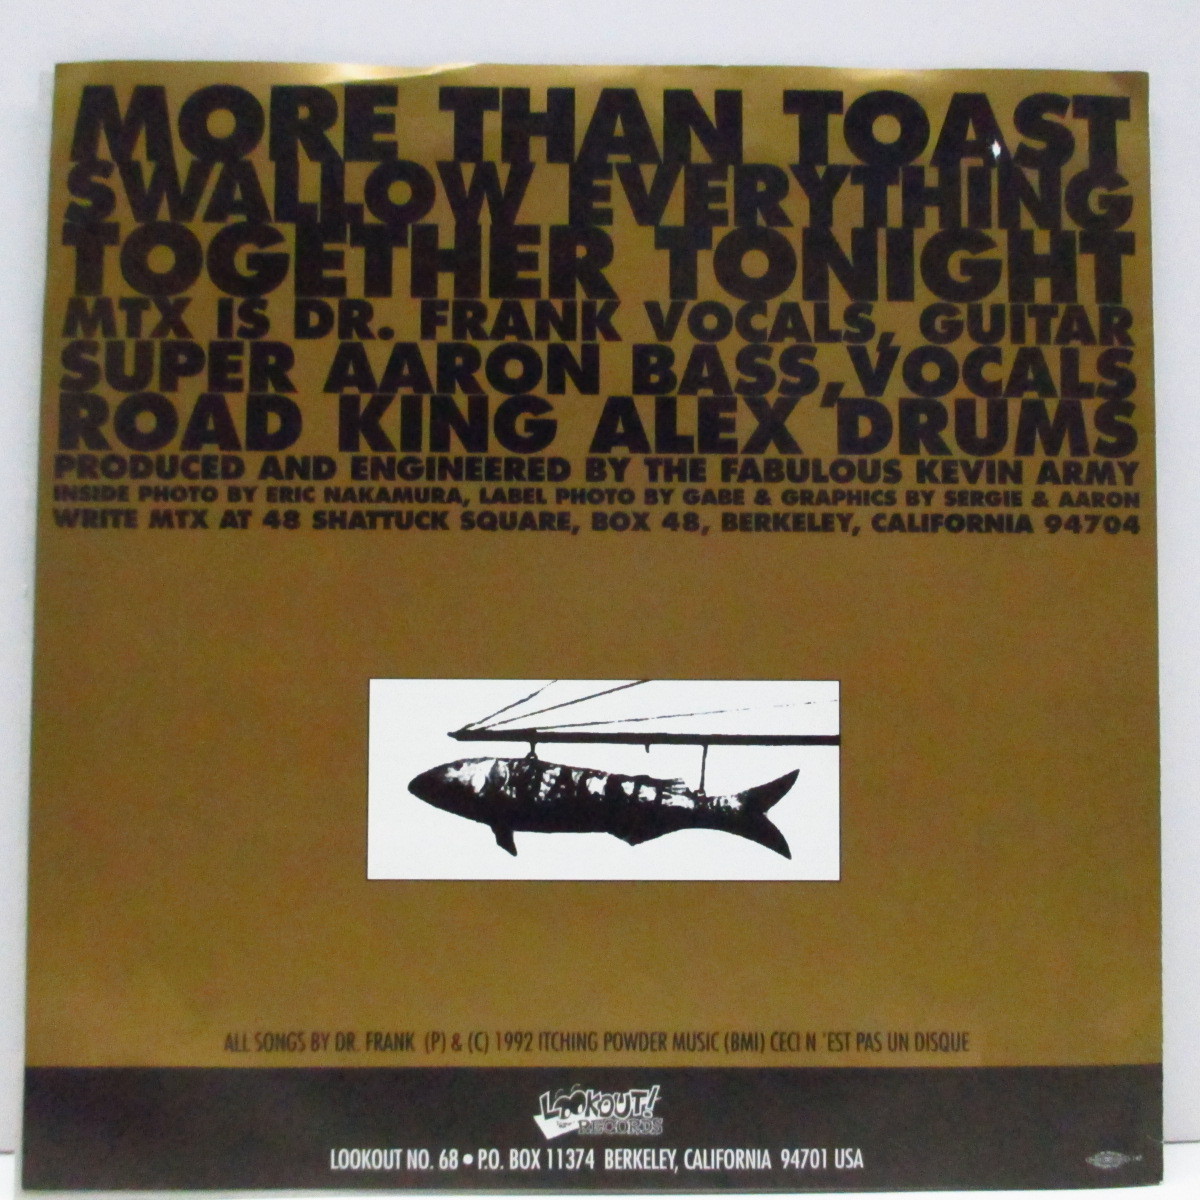 MORE THAN TOAST
SWALLOW EVERYTHING
TOGETHER TONIGHT
MTX IS DR. FRANK VOCALS, GUITAR
SUPER AARON BASS, VOCALS
ROAD KING ALEX DRUMS
PRODUCED AND ENGINEERED BY THE FABULOUS KEVIN ARMY
INSIDE PHOTO BY ERIC NAKAMURA, LABEL PHOTO BY GABE & GRAPHICS BY SERGIE & AARON
WRITE MTX AT 48 SHATTUCK SQUARE, BOX 48, BERKELEY, CALIFORNIA 94704
ALL SONGS BY DR. FRANK (P) & (C) 1992 ITCHING POWDER MUSIC (BMI) CECI N 'EST PAS UN DISQUE
LOOKOUT!
RECORDS
LOOKOUT NO. 68 • P.O. BOX 11374 BERKELEY, CALIFORNIA 94701 USA